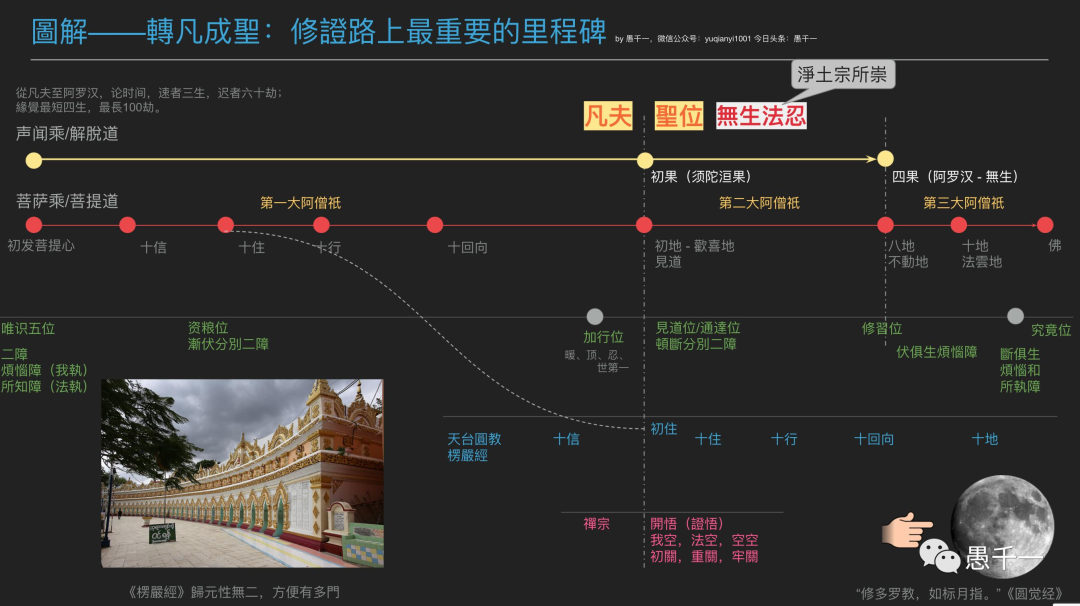 圖解——轉凡成聖：修證路上最重要的里程碑
by 愚千一，微信公众号：yuqianyi1001 今日头条：愚千一
淨土宗所崇
從凡夫至阿罗汉，论时间，速者三生，迟者六十劫；
緣覺最短四生，最長100劫。
凡夫
聖位
無生法忍
声闻乘/解脫道
初果（须陀洹果）
四果（阿罗汉 - 無生）
菩萨乘/菩提道
第一大阿僧祇
第二大阿僧祇
第三大阿僧祇
初发菩提心
十信
十住
十行
十回向
初地 - 歡喜地
見道
八地
不動地
十地
法雲地
佛
唯识五位
资粮位
漸伏分別二障
加行位
暖、顶、忍、
世第一
見道位/通達位
頓斷分別二障
修習位
伏俱生煩惱障
究竟位
斷俱生
煩惱和
所執障
二障
煩惱障（我執）
所知障（法執）
天台圓教
楞嚴經
十信
初住
十住
十行
十回向
十地
禪宗
開悟（證悟）
我空，法空，空空
初關，重關，牢關
愚千一
《楞嚴經》歸元性無二，方便有多門
“修多罗教，如标月指。”《圆觉经》